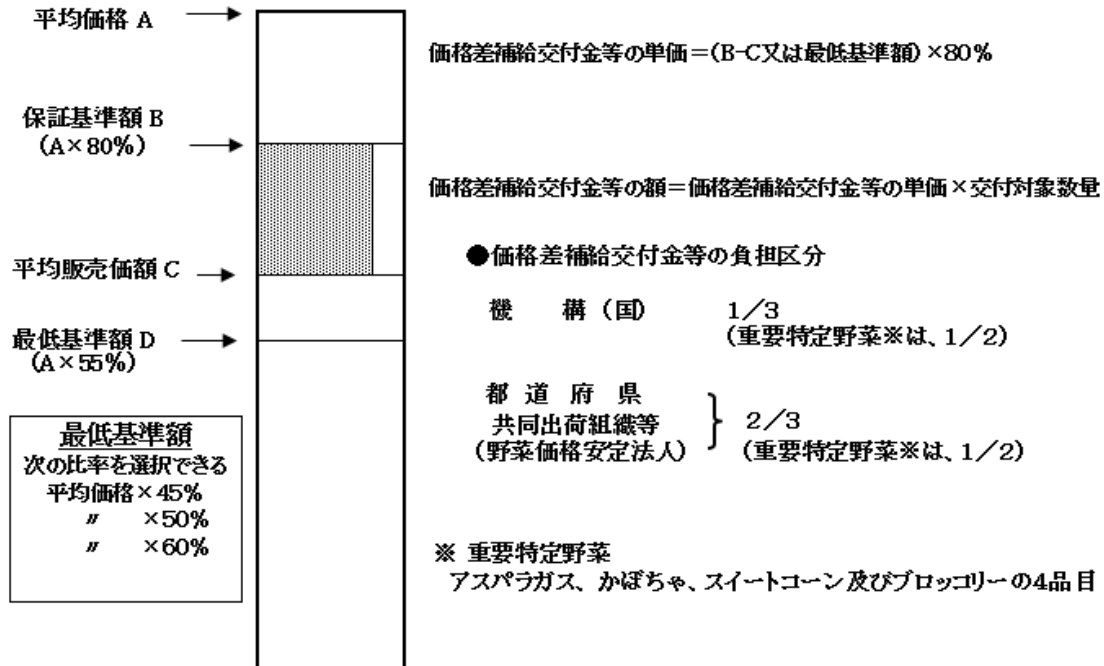 平均価格 A
保証基準額 B
(A×80%)
平均販売価額 C
最低基準額 D
(A×55%)
最低基準額
次の比率を選択できる
平均価格×45%
〃 ×50%
〃 ×60%
価格差補給交付金等の単価＝(B-C又は最低基準額)×80%
価格差補給交付金等の額＝価格差補給交付金等の単価×交付対象数量
●価格差補給交付金等の負担区分
機 構 (国) 1／3
(重要特定野菜※は、1／2)
都 道 府 県
共同出荷組織等 } 2／3
(野菜価格安定法人) (重要特定野菜※は、1／2)
※ 重要特定野菜
アスパラガス、かぼちゃ、スイートコーン及びブロッコリーの4品目